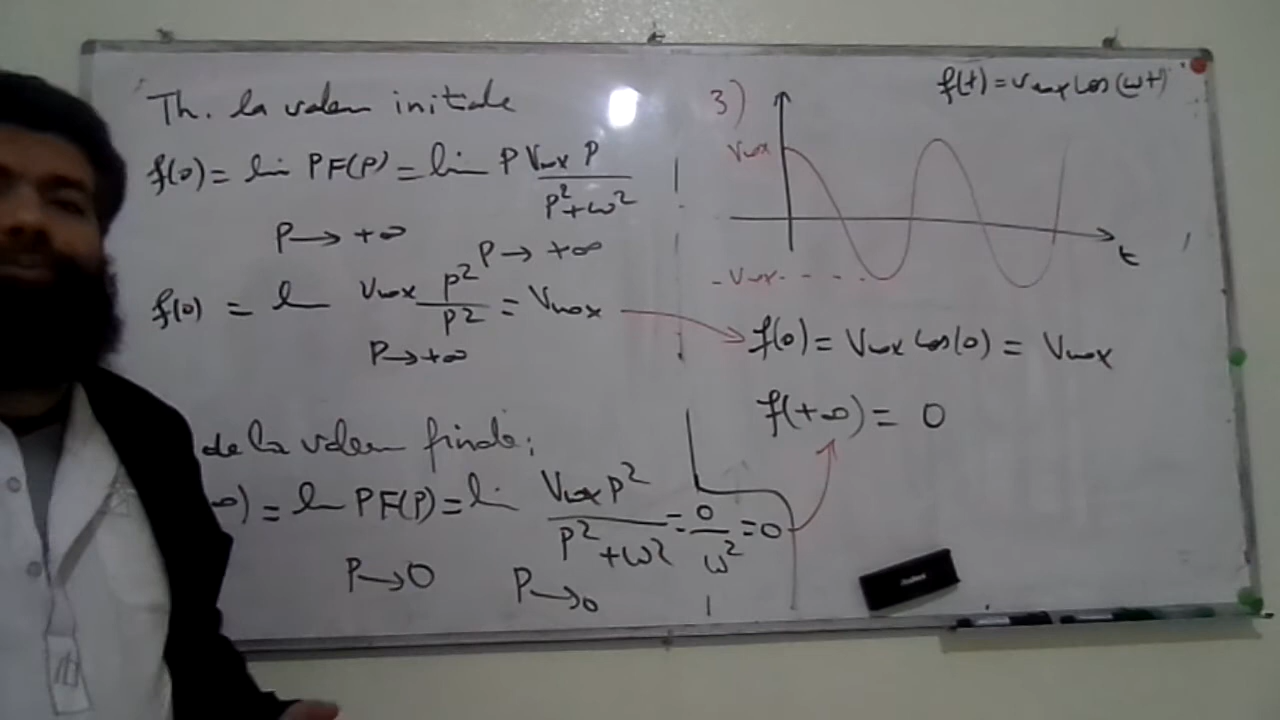 Th. la valeur initiale
f(0) = lim PF(P) = lim P Vmax P / P² + ω²
P → +∞
P → +∞
f(0) = lim Vmax P² / P² = Vmax
P → +∞
de la valeur finale :
∞) = lim PF(P) = lim Vmax P² / P² + ω² = 0 / ω² = 0
P → 0
P → 0
3)
f(t) = Vmax cos(ωt)
Vmax
t
-Vmax
f(0) = Vmax cos(0) = Vmax
f(+∞) = 0